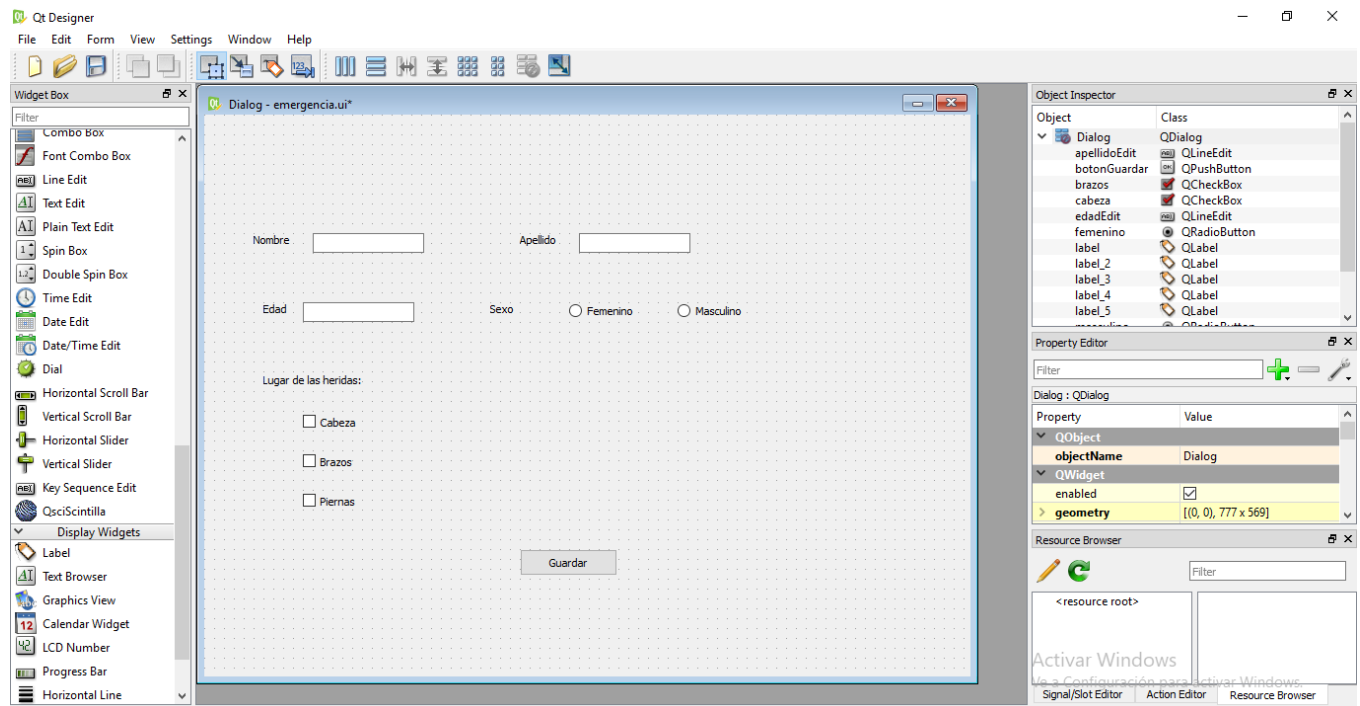 Qt Designer
File Edit Form View Settings Window Help
Widget Box
Filter
Combo Box
Font Combo Box
Line Edit
Text Edit
Plain Text Edit
Spin Box
Double Spin Box
Time Edit
Date Edit
Date/Time Edit
Dial
Horizontal Scroll Bar
Vertical Scroll Bar
Horizontal Slider
Vertical Slider
Key Sequence Edit
QsciScintilla
Display Widgets
Label
Text Browser
Graphics View
Calendar Widget
LCD Number
Progress Bar
Horizontal Line
Dialog - emergencia.ui*
Nombre Apellido
Edad Sexo Femenino Masculino
Lugar de las heridas:
Cabeza
Brazos
Piernas
Guardar
Object Inspector
Object Class
Dialog QDialog
apellidoEdit QLineEdit
botonGuardar QPushButton
brazos QCheckBox
cabeza QCheckBox
edadEdit QLineEdit
femenino QRadioButton
label QLabel
label_2 QLabel
label_3 QLabel
label_4 QLabel
label_5 QLabel
masculino QRadioButton
Property Editor
Filter
Dialog : QDialog
Property Value
QObject
objectName Dialog
QWidget
enabled
geometry [(0, 0), 777 x 569]
Resource Browser
Filter
<resource root>
Activar Windows
Ve a Configuración para activar Windows.
Signal/Slot Editor Action Editor Resource Browser